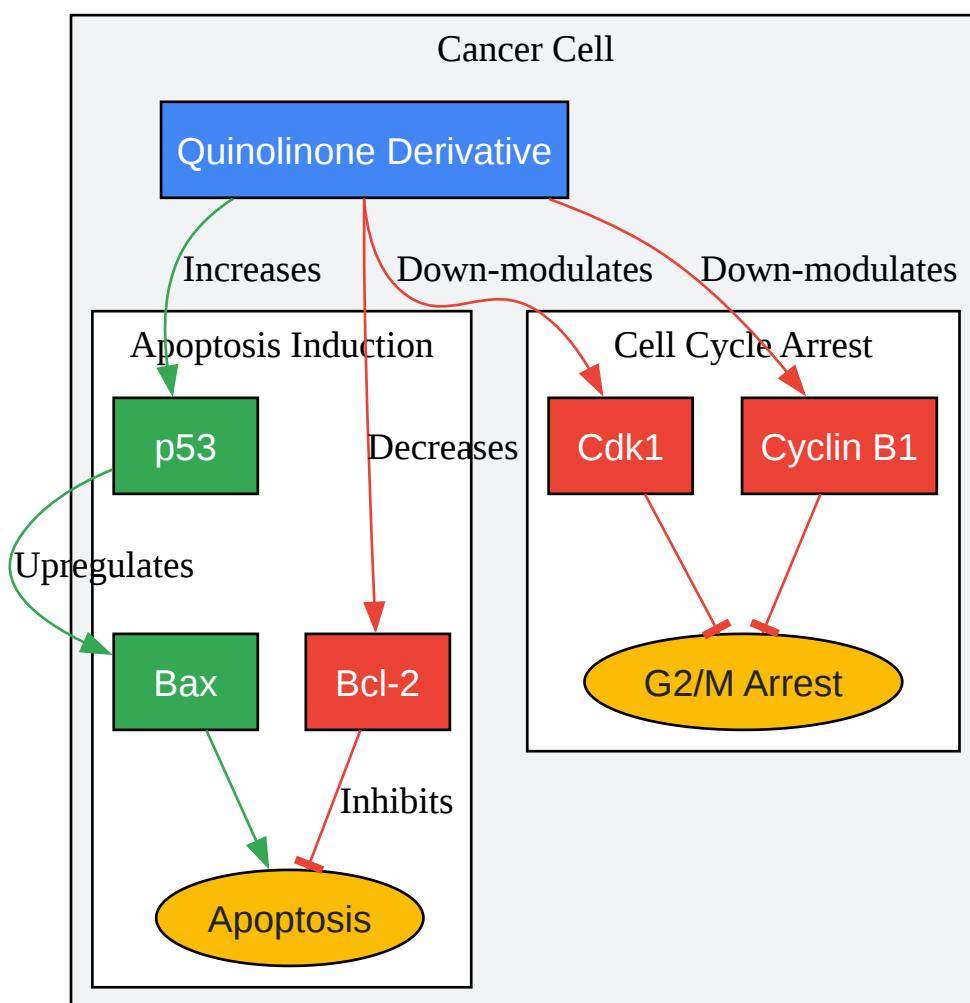 Cancer Cell
Quinolinone Derivative
Increases
Down-modulates
Down-modulates
Apoptosis Induction
Cell Cycle Arrest
p53
Decreases
Cdk1
Cyclin B1
Upregulates
Bax
Bcl-2
G2/M Arrest
Inhibits
Apoptosis